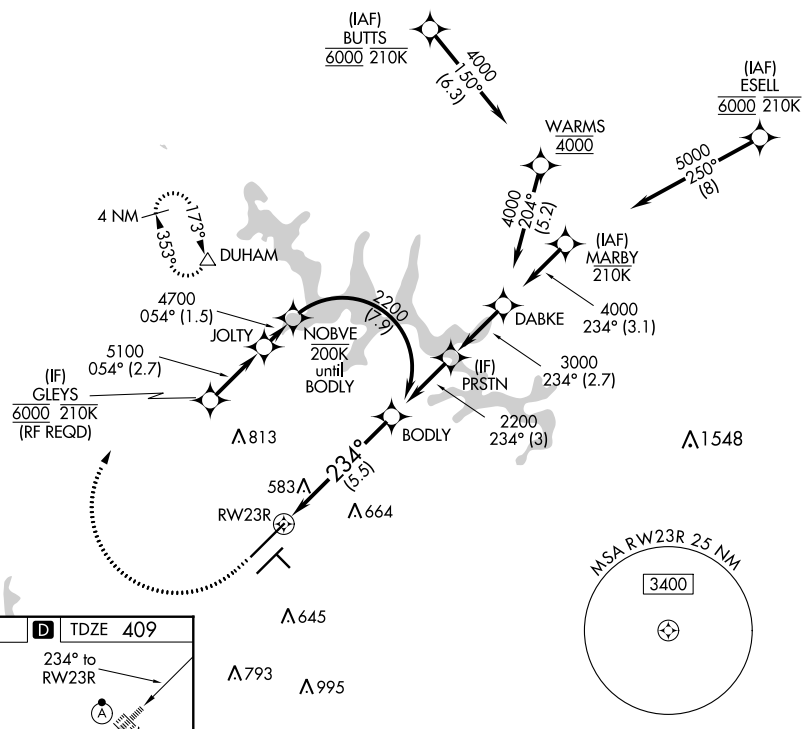 (IAF)
BUTTS
6000 210K
4000
150°
(6.3)
(IAF)
ESELL
6000 210K
WARMS
4000
5000
250°
(8)
4 NM
173°
353°
DUHAM
4000
204°
(5.2)
(IAF)
MARBY
210K
4700
054° (1.5)
JOLTY
NOBVE
200K
until
BODLY
2200
(7.9)
DABKE
4000
234° (3.1)
5100
054° (2.7)
(IF)
GLEYS
6000 210K
(RF REQD)
(IF)
PRSTN
3000
234° (2.7)
2200
234° (3)
BODLY
813
1548
234°
(5.5)
583
664
RW23R
MSA RW23R 25 NM
3400
645
D TDZE 409
234° to
RW23R
A
793
995